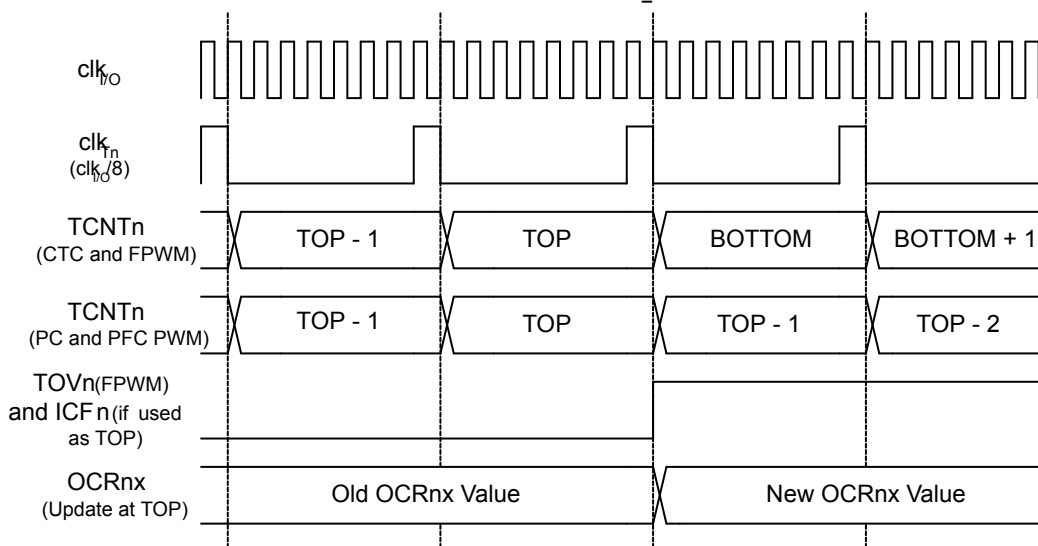 clkI/O
clkTn
(clkI/O/8)
TCNTn
(CTC and FPWM)
TOP - 1
TOP
BOTTOM
BOTTOM + 1
TCNTn
(PC and PFC PWM)
TOP - 1
TOP
TOP - 1
TOP - 2
TOVn(FPWM)
and ICFn(if used
as TOP)
OCRnx
(Update at TOP)
Old OCRnx Value
New OCRnx Value